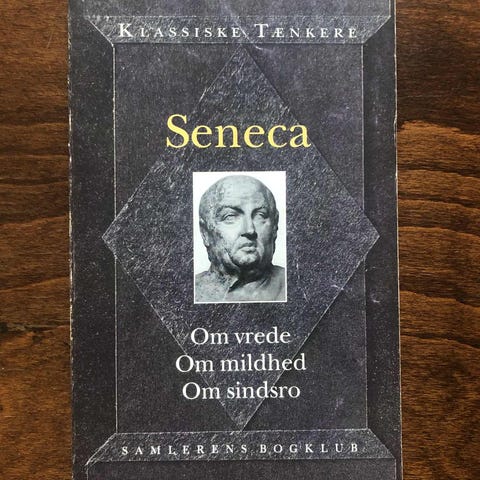 KLASSISKE TÆNKERE
Seneca
Om vrede
Om mildhed
Om sindsro
SAMLERENS BOGKLUB